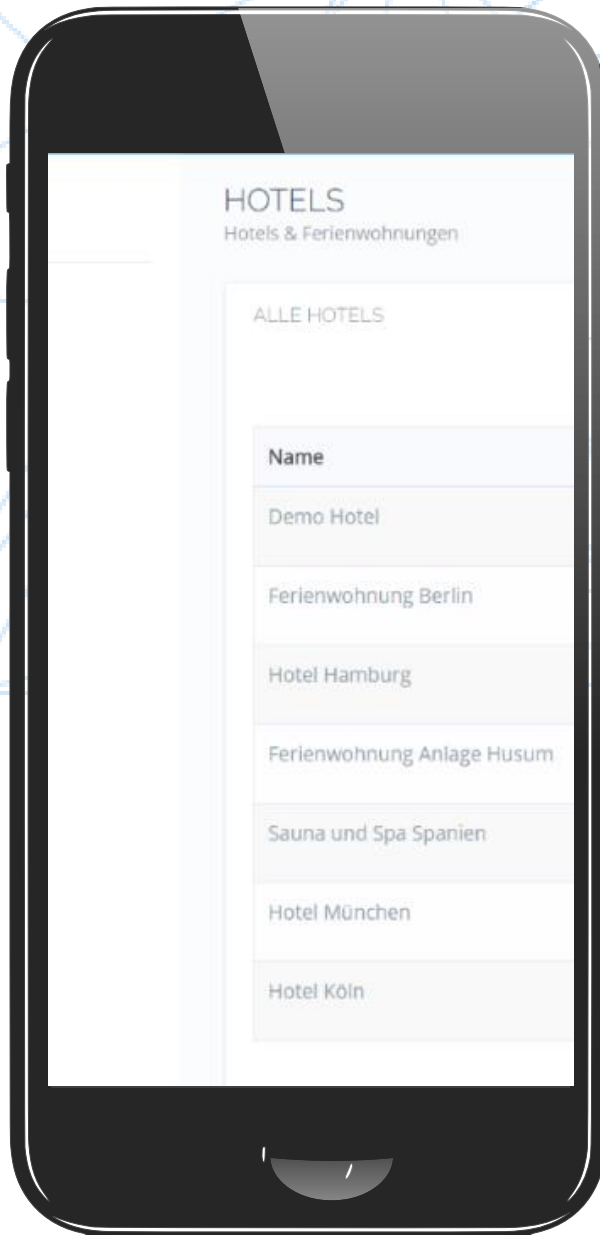 HOTELS
Hotels & Ferienwohnungen
ALLE HOTELS
Name
Demo Hotel
Ferienwohnung Berlin
Hotel Hamburg
Ferienwohnung Anlage Husum
Sauna und Spa Spanien
Hotel München
Hotel Köln